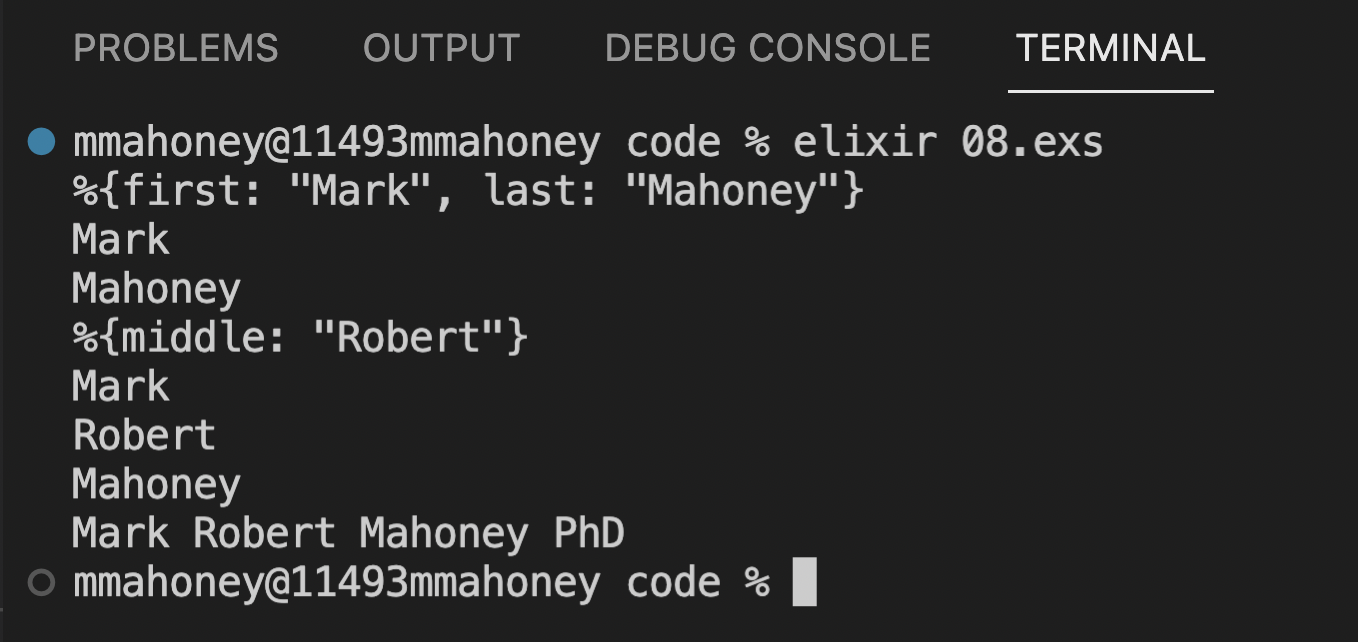 PROBLEMS OUTPUT DEBUG CONSOLE TERMINAL
mmahoney@11493mmahoney code % elixir 08.exs
%{first: "Mark", last: "Mahoney"}
Mark
Mahoney
%{middle: "Robert"}
Mark
Robert
Mahoney
Mark Robert Mahoney PhD
mmahoney@11493mmahoney code %